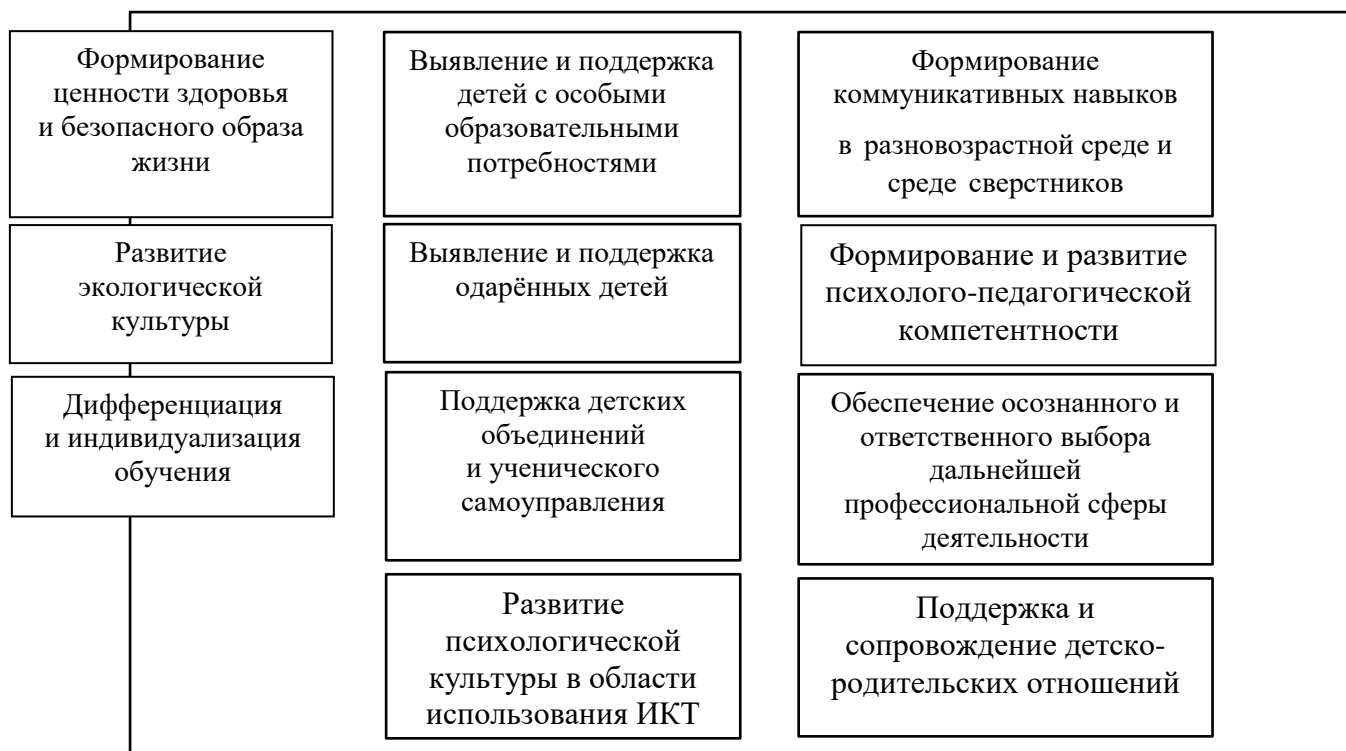 Формирование
ценности здоровья
и безопасного образа
жизни
Выявление и поддержка
детей с особыми
образовательными
потребностями
Формирование
коммуникативных навыков
в разновозрастной среде и
среде сверстников
Развитие
экологической
культуры
Выявление и поддержка
одарённых детей
Формирование и развитие
психолого-педагогической
компетентности
Дифференциация
и индивидуализация
обучения
Поддержка детских
объединений
и ученического
самоуправления
Обеспечение осознанного и
ответственного выбора
дальнейшей
профессиональной сферы
деятельности
Развитие
психологической
культуры в области
использования ИКТ
Поддержка и
сопровождение детско-
родительских отношений